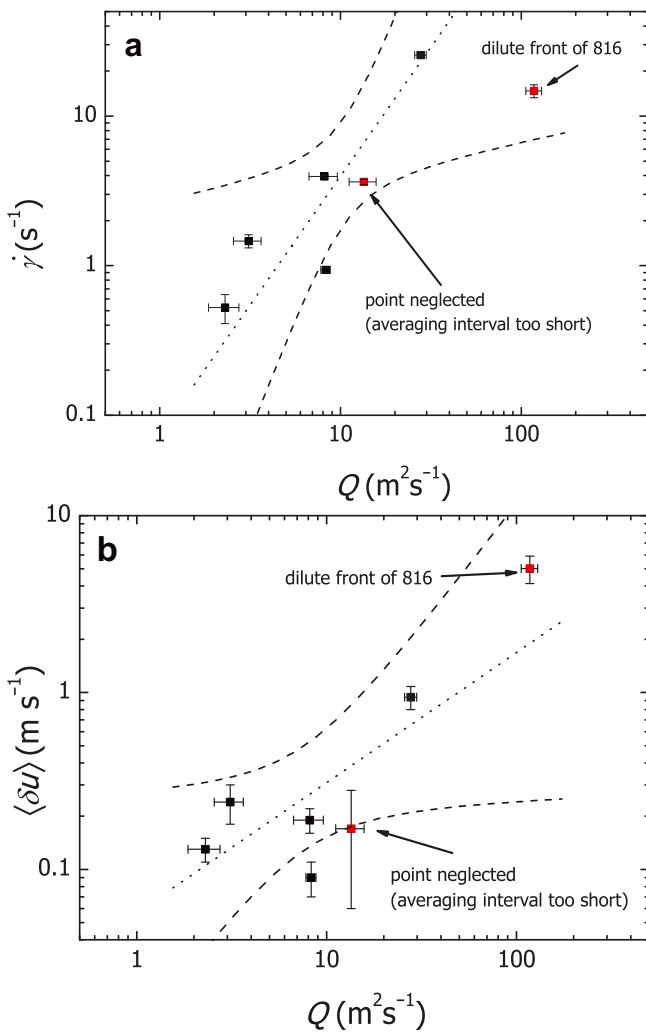 a
dilute front of 816
10
γ̇ (s⁻¹)
1
point neglected
(averaging interval too short)
0.1
1
10
100
Q (m²s⁻¹)
10
b
dilute front of 816
⟨δu⟩ (m s⁻¹)
1
0.1
point neglected
(averaging interval too short)
1
10
100
Q (m²s⁻¹)